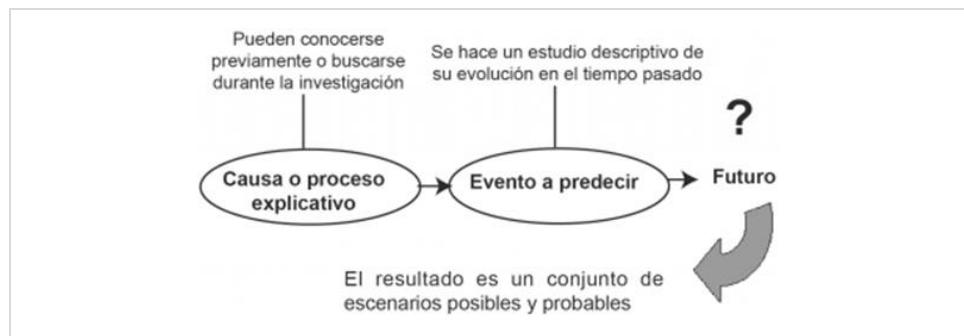 Pueden conocerse
previamente o buscarse
durante la investigación
Se hace un estudio descriptivo de
su evolución en el tiempo pasado
?
Causa o proceso
explicativo
Evento a predecir
Futuro
El resultado es un conjunto de
escenarios posibles y probables